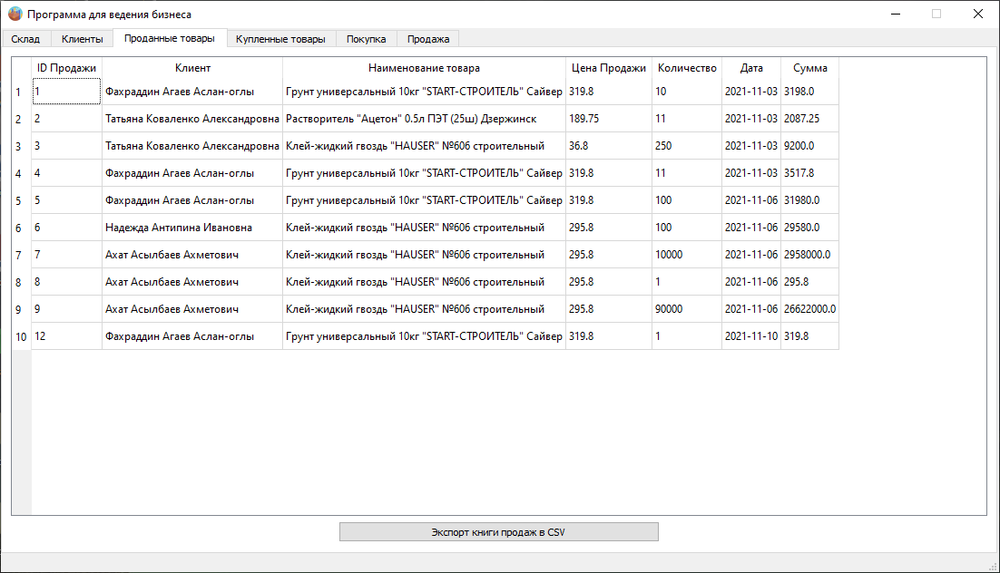 Программа для ведения бизнеса
Склад Клиенты Проданные товары Купленные товары Покупка Продажа
ID Продажи Клиент Наименование товара Цена Продажи Количество Дата Сумма
1 1 Фахраддин Агаев Аслан-оглы Грунт универсальный 10кг "START-СТРОИТЕЛЬ" Сайвер 319.8 10 2021-11-03 3198.0
2 2 Татьяна Коваленко Александровна Растворитель "Ацетон" 0.5л ПЭТ (25ш) Дзержинск 189.75 11 2021-11-03 2087.25
3 3 Татьяна Коваленко Александровна Клей-жидкий гвоздь "HAUSER" №606 строительный 36.8 250 2021-11-03 9200.0
4 4 Фахраддин Агаев Аслан-оглы Грунт универсальный 10кг "START-СТРОИТЕЛЬ" Сайвер 319.8 11 2021-11-03 3517.8
5 5 Фахраддин Агаев Аслан-оглы Грунт универсальный 10кг "START-СТРОИТЕЛЬ" Сайвер 319.8 100 2021-11-06 31980.0
6 6 Надежда Антипина Ивановна Клей-жидкий гвоздь "HAUSER" №606 строительный 295.8 100 2021-11-06 29580.0
7 7 Ахат Асылбаев Ахметович Клей-жидкий гвоздь "HAUSER" №606 строительный 295.8 10000 2021-11-06 2958000.0
8 8 Ахат Асылбаев Ахметович Клей-жидкий гвоздь "HAUSER" №606 строительный 295.8 1 2021-11-06 295.8
9 9 Ахат Асылбаев Ахметович Клей-жидкий гвоздь "HAUSER" №606 строительный 295.8 90000 2021-11-06 26622000.0
10 12 Фахраддин Агаев Аслан-оглы Грунт универсальный 10кг "START-СТРОИТЕЛЬ" Сайвер 319.8 1 2021-11-10 319.8
Экспорт книги продаж в CSV